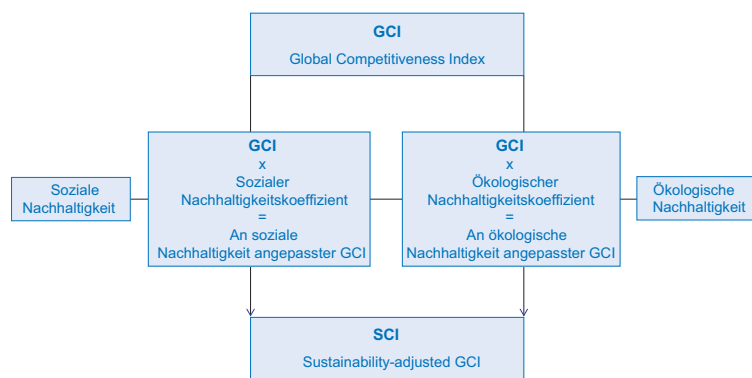 GCI
Global Competitiveness Index
Soziale
Nachhaltigkeit
GCI
x
Sozialer
Nachhaltigkeitskoeffizient
=
An soziale
Nachhaltigkeit angepasster GCI
GCI
x
Ökologischer
Nachhaltigkeitskoeffizient
=
An ökologische
Nachhaltigkeit angepasster GCI
Ökologische
Nachhaltigkeit
SCI
Sustainability-adjusted GCI